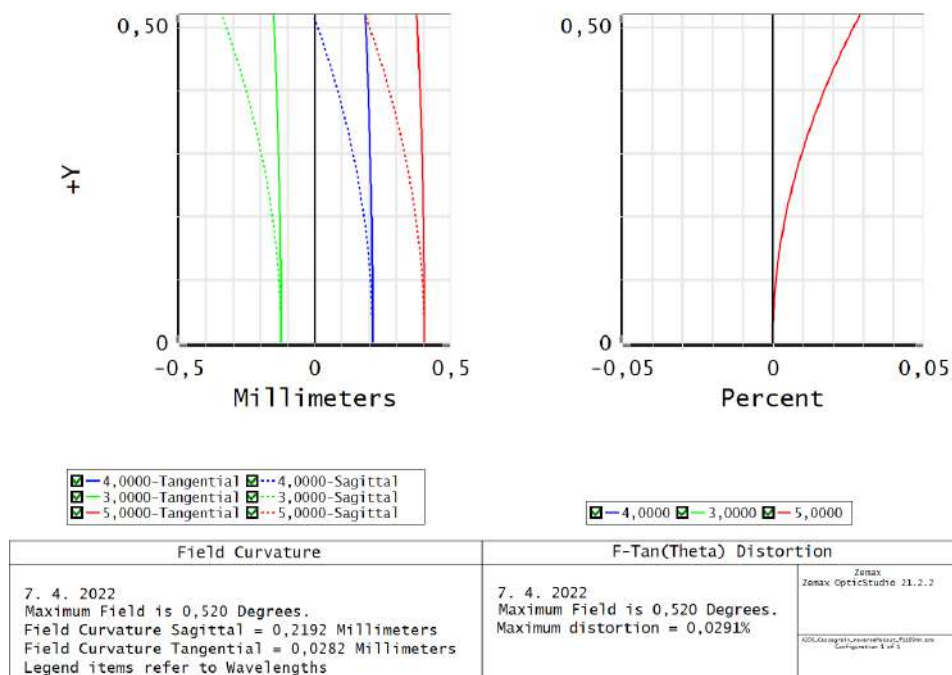 0,50
0
+Y
-0,5
0
0,5
Millimeters
0,50
0
-0,05
0
0,05
Percent
4,0000-Tangential 4,0000-Sagittal
3,0000-Tangential 3,0000-Sagittal
5,0000-Tangential 5,0000-Sagittal
4,0000 3,0000 5,0000
Field Curvature
7. 4. 2022
Maximum Field is 0,520 Degrees.
Field Curvature Sagittal = 0,2192 Millimeters
Field Curvature Tangential = 0,0282 Millimeters
Legend items refer to Wavelengths
F-Tan(Theta) Distortion
7. 4. 2022
Maximum Field is 0,520 Degrees.
Maximum distortion = 0,0291%
Zemax
Zemax OpticStudio 21.2.2
Configuration 1 of 1